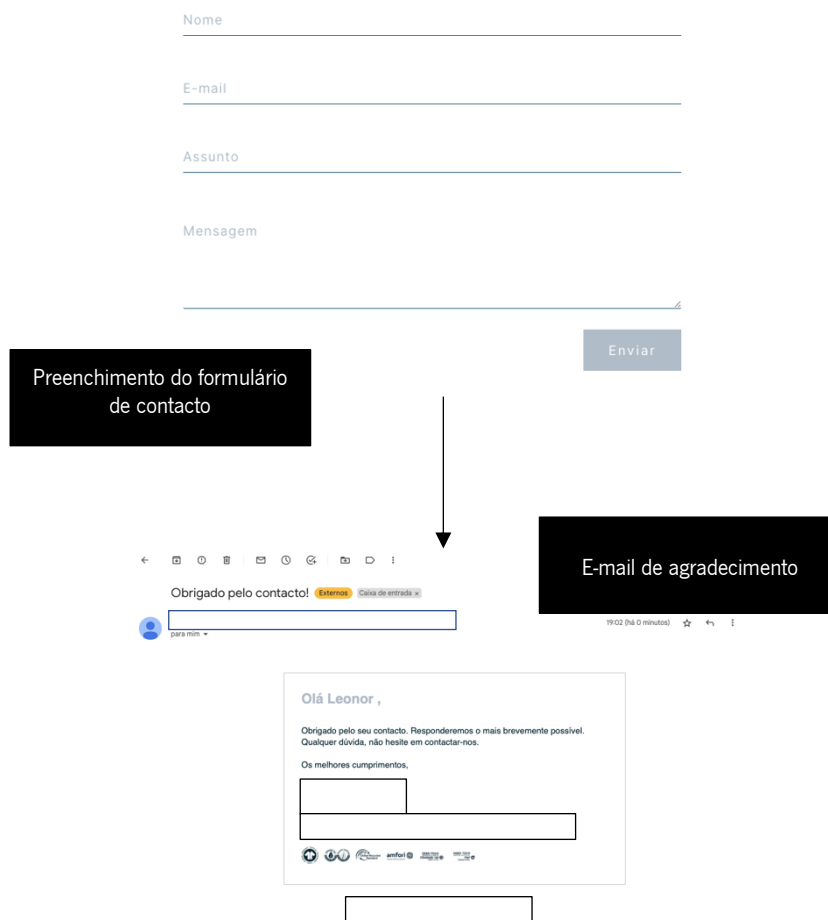 Nome
E-mail
Assunto
Mensagem
Enviar
Preenchimento do formulário
de contacto
E-mail de agradecimento
Obrigado pelo contacto! Externos Caixa de entrada ×
19:02 (há 0 minutos)
para mim
Olá Leonor ,
Obrigado pelo seu contacto. Responderemos o mais brevemente possível.
Qualquer dúvida, não hesite em contactar-nos.
Os melhores cumprimentos,
amfori